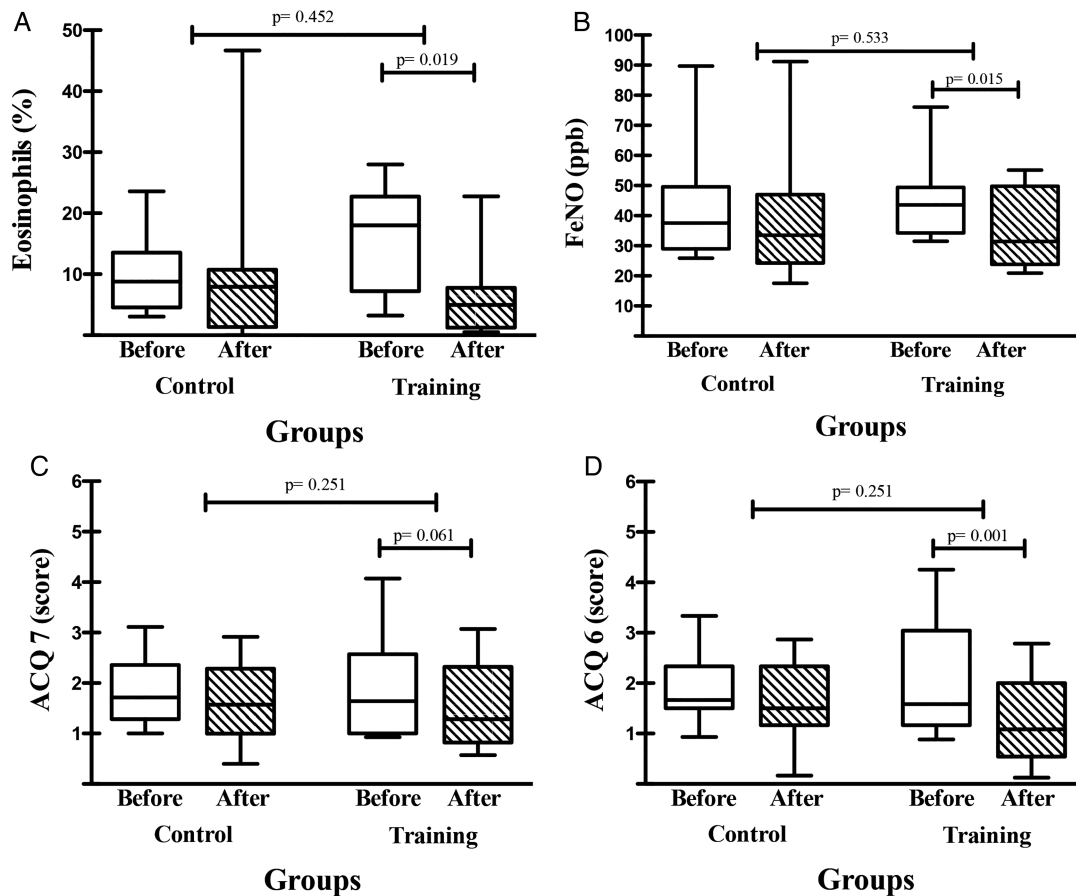 A
Eosinophils (%)
50
40
30
20
10
p= 0.452
p= 0.019
Before After Before After
Control Training
Groups
B
FeNO (ppb)
100
90
80
70
60
50
40
30
20
10
p= 0.533
p= 0.015
Before After Before After
Control Training
Groups
C
ACQ 7 (score)
6
5
4
3
2
1
p= 0.251
p= 0.061
Before After Before After
Control Training
Groups
D
ACQ 6 (score)
6
5
4
3
2
1
p= 0.251
p= 0.001
Before After Before After
Control Training
Groups